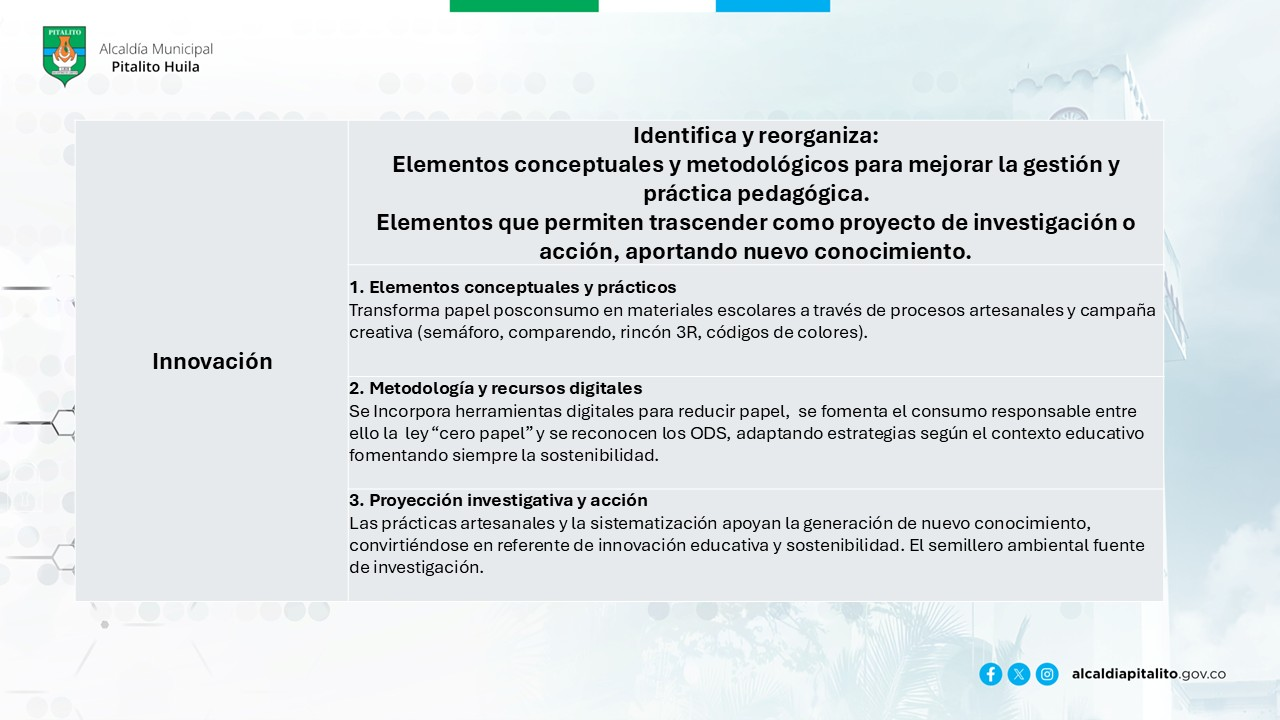 PITALITO
Alcaldía Municipal
Pitalito Huila
Identifica y reorganiza:
Elementos conceptuales y metodológicos para mejorar la gestión y
práctica pedagógica.
Elementos que permiten trascender como proyecto de investigación o
acción, aportando nuevo conocimiento.
Innovación
1. Elementos conceptuales y prácticos
Transforma papel posconsumo en materiales escolares a través de procesos artesanales y campaña
creativa (semáforo, comparendo, rincón 3R, códigos de colores).
2. Metodología y recursos digitales
Se Incorpora herramientas digitales para reducir papel,  se fomenta el consumo responsable entre
ello la  ley “cero papel” y se reconocen los ODS, adaptando estrategias según el contexto educativo
fomentando siempre la sostenibilidad.
3. Proyección investigativa y acción
Las prácticas artesanales y la sistematización apoyan la generación de nuevo conocimiento,
convirtiéndose en referente de innovación educativa y sostenibilidad. El semillero ambiental fuente
de investigación.
alcaldiapitalito.gov.co